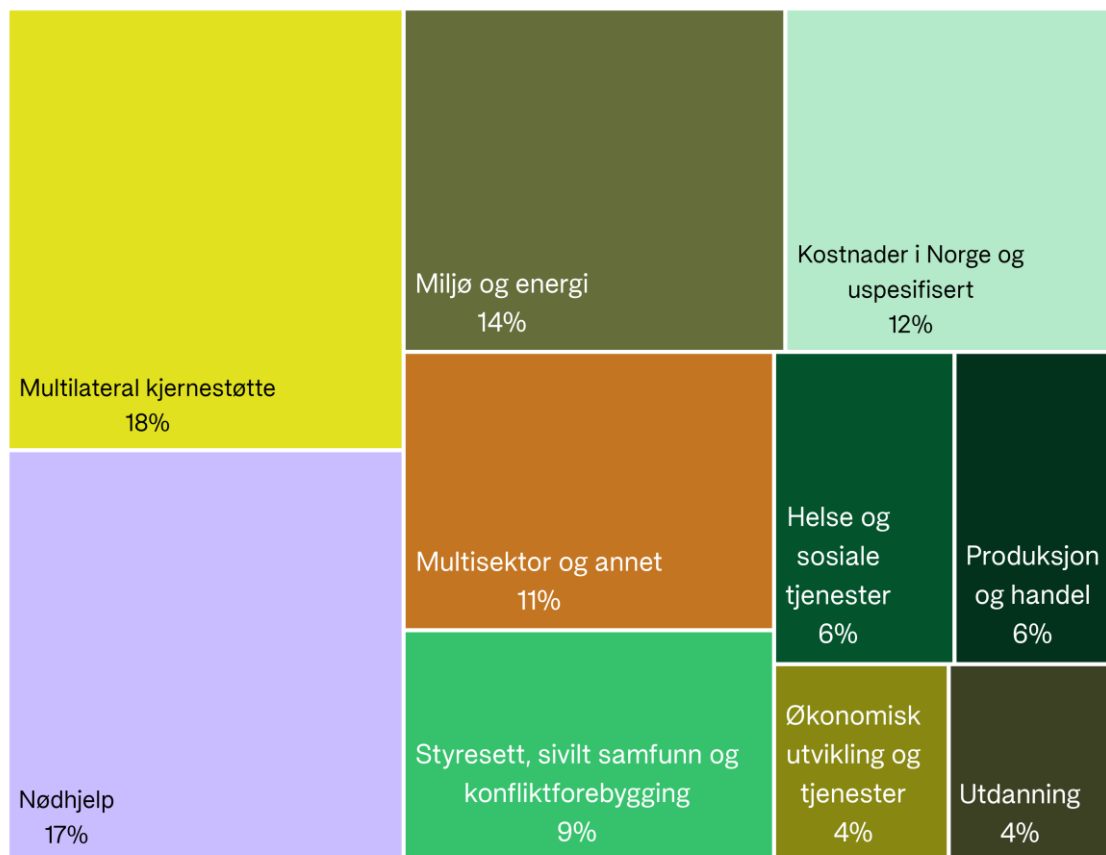 Multilateral kjernestøtte
18%
Nødhjelp
17%
Miljø og energi
14%
Kostnader i Norge og
uspesifisert
12%
Multisektor og annet
11%
Styresett, sivilt samfunn og
konfliktforebygging
9%
Helse og
sosiale
tjenester
6%
Produksjon
og handel
6%
Økonomisk
utvikling og
tjenester
4%
Utdanning
4%